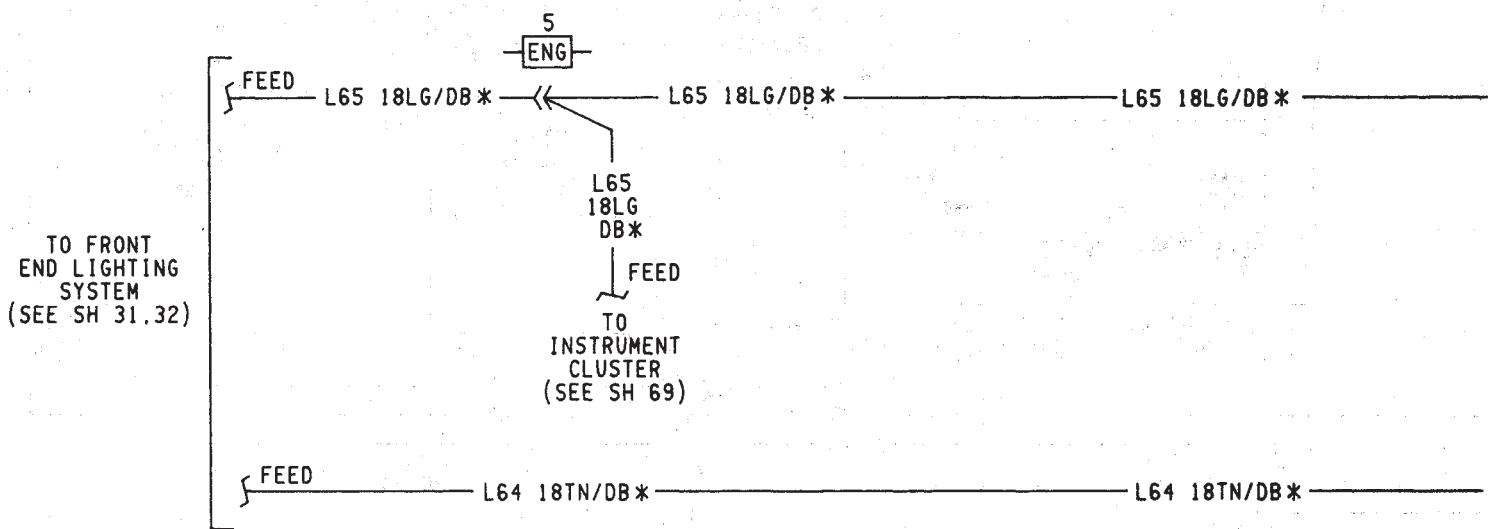 5
ENG
FEED
L65 18LG/DB*
L65 18LG/DB*
L65 18LG/DB*
L65
18LG
DB*
FEED
TO
INSTRUMENT
CLUSTER
(SEE SH 69)
TO FRONT
END LIGHTING
SYSTEM
(SEE SH 31,32)
FEED
L64 18TN/DB*
L64 18TN/DB*